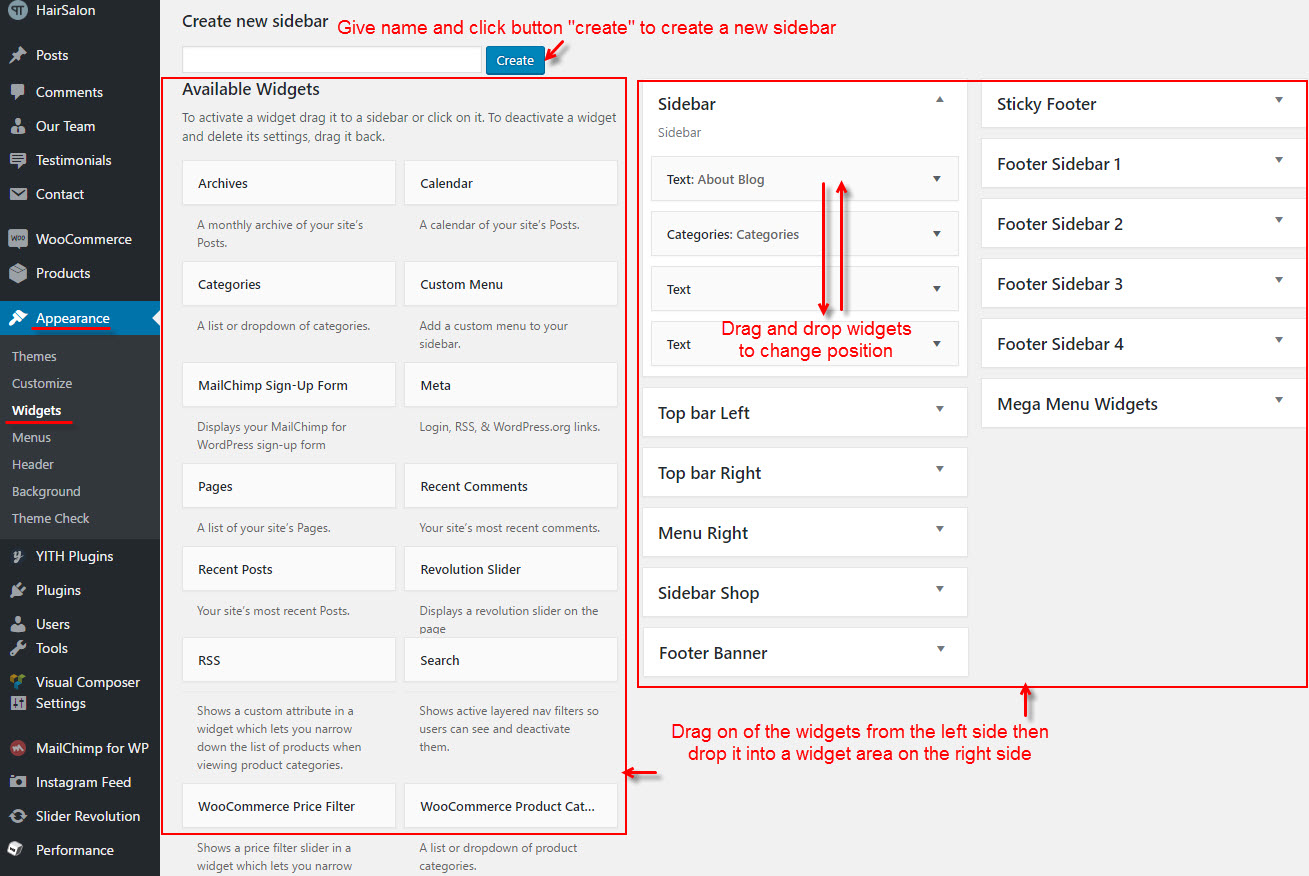 HairSalon
Posts
Comments
Our Team
Testimonials
Contact
WooCommerce
Products
Appearance
Themes
Customize
Widgets
Menus
Header
Background
Theme Check
YITH Plugins
Plugins
Users
Tools
Visual Composer
Settings
MailChimp for WP
Instagram Feed
Slider Revolution
Performance
Create new sidebar
Give name and click button "create" to create a new sidebar
Create
Available Widgets
To activate a widget drag it to a sidebar or click on it. To deactivate a widget
and delete its settings, drag it back.
Archives
A monthly archive of your site's
Posts.
Calendar
A calendar of your site's Posts.
Categories
A list or dropdown of categories.
Custom Menu
Add a custom menu to your
sidebar.
MailChimp Sign-Up Form
Displays your MailChimp for
WordPress sign-up form
Meta
Login, RSS, & WordPress.org links.
Pages
A list of your site's Pages.
Recent Comments
Your site's most recent comments.
Recent Posts
Your site's most recent Posts.
Revolution Slider
Displays a revolution slider on the
page
RSS
Search
Shows a custom attribute in a
widget which lets you narrow
down the list of products when
viewing product categories.
Shows active layered nav filters so
users can see and deactivate
them.
WooCommerce Price Filter
Shows a price filter slider in a
widget which lets you narrow
WooCommerce Product Cat...
A list or dropdown of product
categories.
Sidebar
Sidebar
Text: About Blog
Categories: Categories
Text
Text
Drag and drop widgets
to change position
Top bar Left
Top bar Right
Menu Right
Sidebar Shop
Footer Banner
Sticky Footer
Footer Sidebar 1
Footer Sidebar 2
Footer Sidebar 3
Footer Sidebar 4
Mega Menu Widgets
Drag on of the widgets from the left side then
drop it into a widget area on the right side